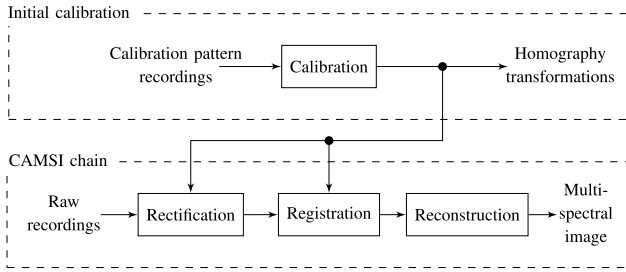 Initial calibration
Calibration pattern
recordings
Calibration
Homography
transformations
CAMSI chain
Raw
recordings
Rectification
Registration
Reconstruction
Multi-
spectral
image